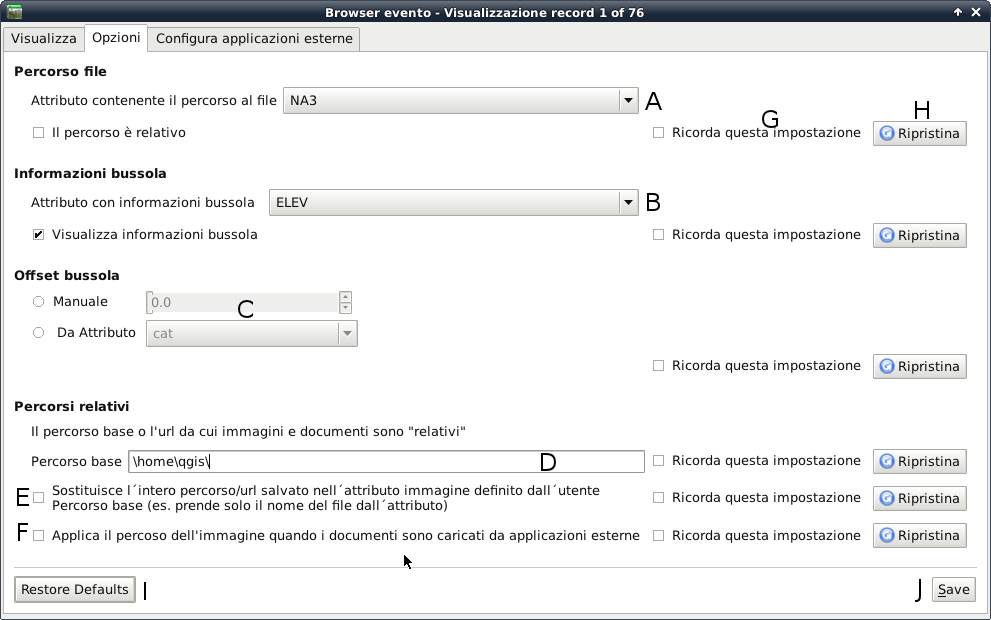 Browser evento - Visualizzazione record 1 of 76
Visualizza Opzioni Configura applicazioni esterne
Percorso file
Attributo contenente il percorso al file NA3 A
Il percorso è relativo Ricorda questa impostazione G Ripristina H
Informazioni bussola
Attributo con informazioni bussola ELEV B
Visualizza informazioni bussola Ricorda questa impostazione Ripristina
Offset bussola
Manuale 0.0 C
Da Attributo cat
Ricorda questa impostazione Ripristina
Percorsi relativi
Il percorso base o l'url da cui immagini e documenti sono "relativi"
Percorso base \home\qgis\ D Ricorda questa impostazione Ripristina
E Sostituisce l´intero percorso/url salvato nell´attributo immagine definito dall´utente
Percorso base (es. prende solo il nome del file dall´attributo) Ricorda questa impostazione Ripristina
F Applica il percoso dell'immagine quando i documenti sono caricati da applicazioni esterne Ricorda questa impostazione Ripristina
Restore Defaults I J Save